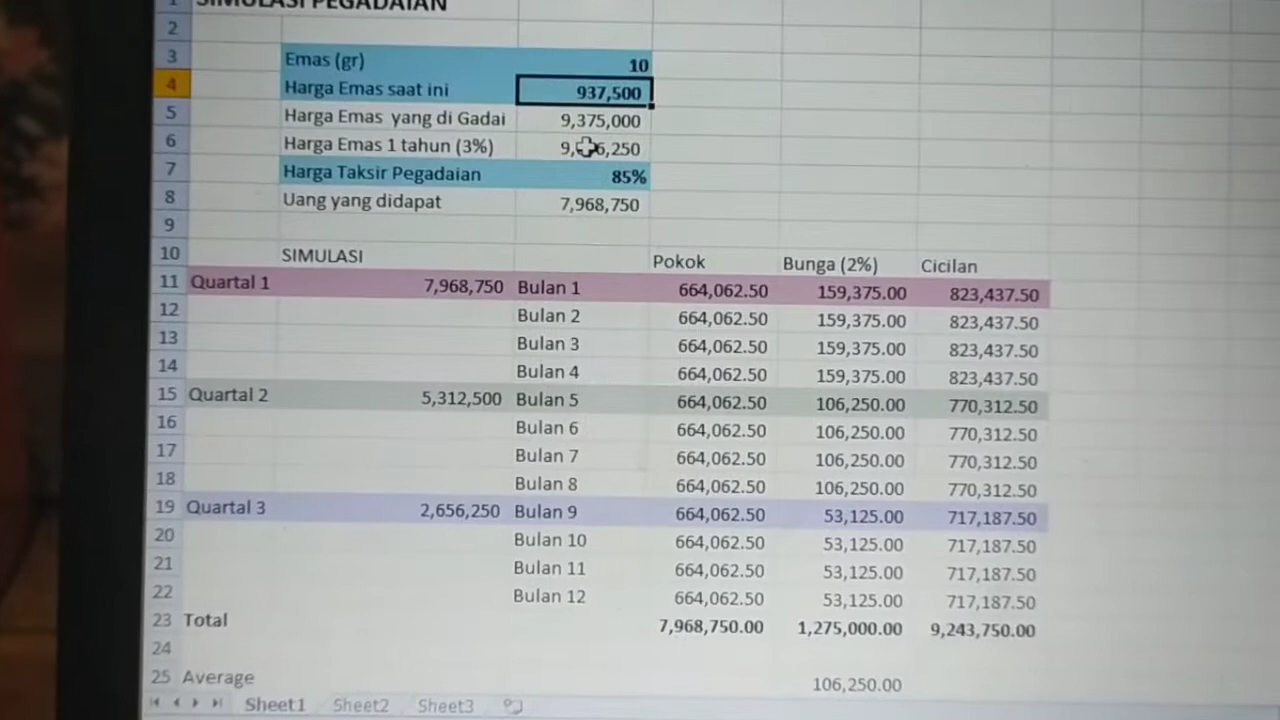 1 SIMULASI PEGADAIAN
2
3 Emas (gr) 10
4 Harga Emas saat ini 937,500
5 Harga Emas yang di Gadai 9,375,000
6 Harga Emas 1 tahun (3%)
7 Harga Taksir Pegadaian 85%
8 Uang yang didapat 7,968,750
9
10 SIMULASI Pokok Bunga (2%) Cicilan
11 Quartal 1 7,968,750 Bulan 1 664,062.50 159,375.00 823,437.50
12 Bulan 2 664,062.50 159,375.00 823,437.50
13 Bulan 3 664,062.50 159,375.00 823,437.50
14 Bulan 4 664,062.50 159,375.00 823,437.50
15 Quartal 2 5,312,500 Bulan 5 664,062.50 106,250.00 770,312.50
16 Bulan 6 664,062.50 106,250.00 770,312.50
17 Bulan 7 664,062.50 106,250.00 770,312.50
18 Bulan 8 664,062.50 106,250.00 770,312.50
19 Quartal 3 2,656,250 Bulan 9 664,062.50 53,125.00 717,187.50
20 Bulan 10 664,062.50 53,125.00 717,187.50
21 Bulan 11 664,062.50 53,125.00 717,187.50
22 Bulan 12 664,062.50 53,125.00 717,187.50
23 Total 7,968,750.00 1,275,000.00 9,243,750.00
24
25 Average 106,250.00
Sheet1 Sheet2 Sheet3